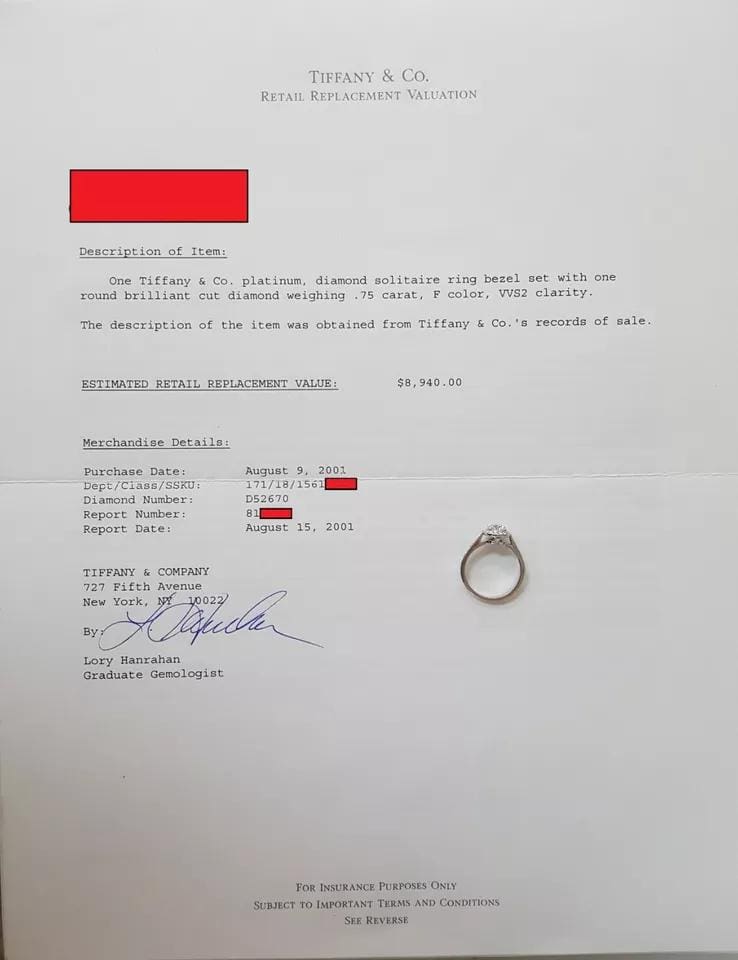 TIFFANY & CO.
RETAIL REPLACEMENT VALUATION
Description of Item:
One Tiffany & Co. platinum, diamond solitaire ring bezel set with one
round brilliant cut diamond weighing .75 carat, F color, VVS2 clarity.
The description of the item was obtained from Tiffany & Co.'s records of sale.
ESTIMATED RETAIL REPLACEMENT VALUE: $8,940.00
Merchandise Details:
Purchase Date: August 9, 2001
Dept/Class/SSKU: 171/18/1561
Diamond Number: D52670
Report Number: 81
Report Date: August 15, 2001
TIFFANY & COMPANY
727 Fifth Avenue
New York, NY 10022
By:
Lory Hanrahan
Graduate Gemologist
FOR INSURANCE PURPOSES ONLY
SUBJECT TO IMPORTANT TERMS AND CONDITIONS
SEE REVERSE